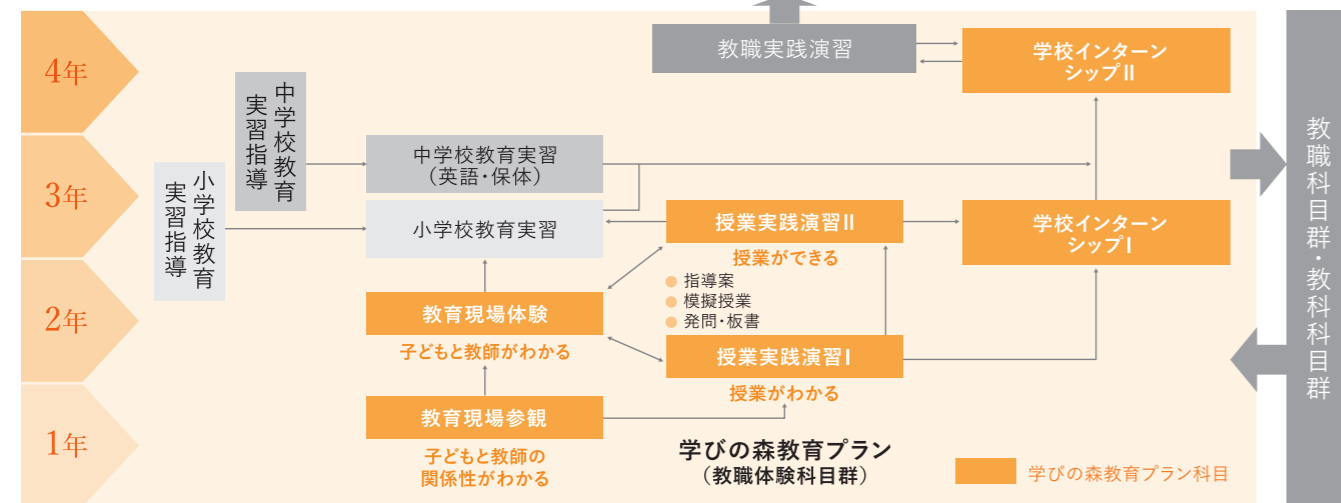 4年
3年
2年
1年
中学校教育
実習指導
小学校教育
実習指導
教職実践演習
学校インターン
シップⅡ
中学校教育実習
（英語・保体）
小学校教育実習
授業実践演習Ⅱ
授業ができる
学校インターン
シップⅠ
指導案
模擬授業
発問・板書
教育現場体験
子どもと教師がわかる
授業実践演習Ⅰ
授業がわかる
教育現場参観
子どもと教師の
関係性がわかる
学びの森教育プラン
（教職体験科目群）
学びの森教育プラン科目
教職科目群・教科科目群